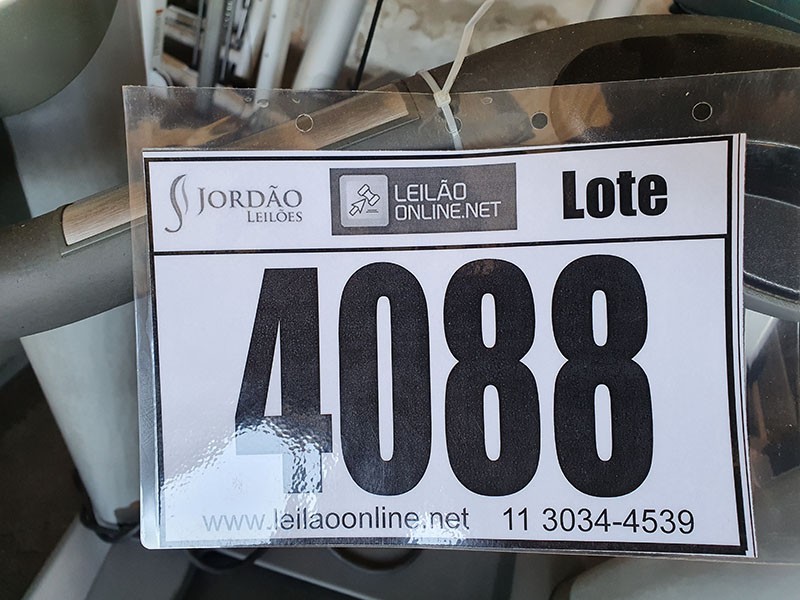 JORDÃO
LEILÕES
LEILÃO
ONLINE.NET
Lote
4088
www.leilaoonline.net 11 3034-4539